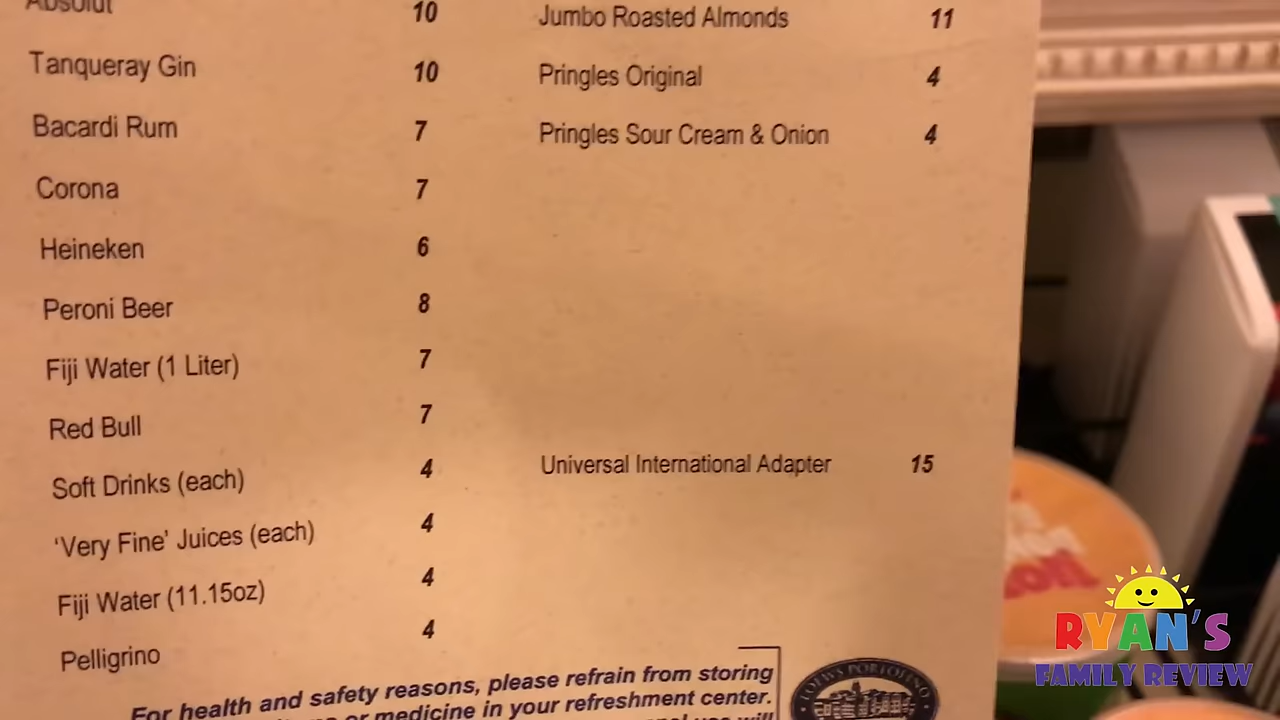 Absolut 10
Tanqueray Gin 10
Bacardi Rum 7
Corona 7
Heineken 6
Peroni Beer 8
Fiji Water (1 Liter) 7
Red Bull 7
Soft Drinks (each) 4
'Very Fine' Juices (each) 4
Fiji Water (11.15oz) 4
Pelligrino 4
Jumbo Roasted Almonds 11
Pringles Original 4
Pringles Sour Cream & Onion 4
Universal International Adapter 15
For health and safety reasons, please refrain from storing
or medicine in your refreshment center.
will
LOEWS PORTOFINO
RYAN'S
FAMILY REVIEW